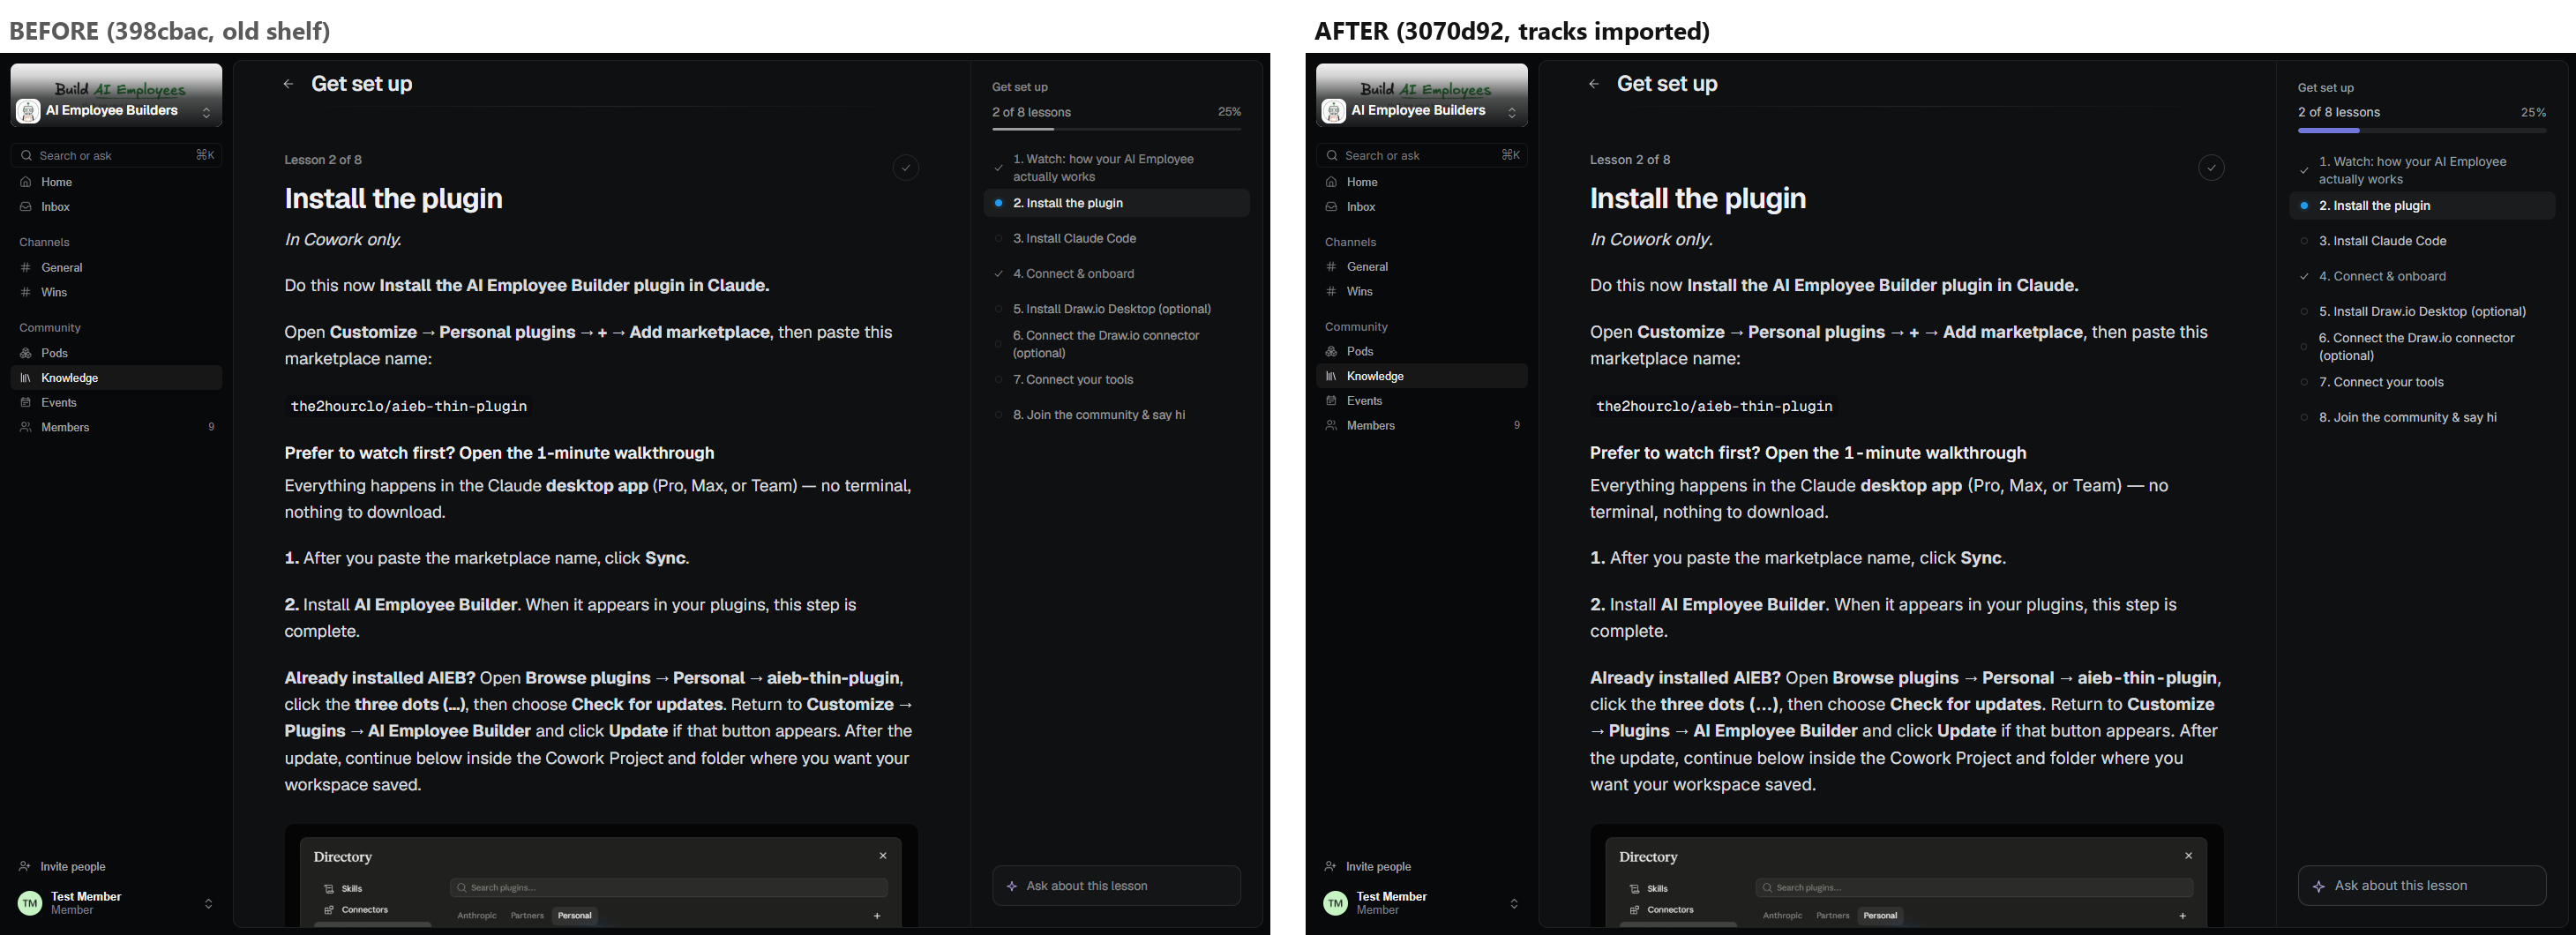 BEFORE (398cbac, old shelf)
Build AI Employees
AI Employee Builders
Search or ask ⌘K
Home
Inbox
Channels
# General
# Wins
Community
Pods
Knowledge
Events
Members 9
Invite people
TM Test Member
Member
← Get set up
Lesson 2 of 8
Install the plugin
In Cowork only.
Do this now Install the AI Employee Builder plugin in Claude.
Open Customize → Personal plugins → + → Add marketplace, then paste this
marketplace name:
the2hourclo/aieb-thin-plugin
Prefer to watch first? Open the 1-minute walkthrough
Everything happens in the Claude desktop app (Pro, Max, or Team) — no terminal,
nothing to download.
1. After you paste the marketplace name, click Sync.
2. Install AI Employee Builder. When it appears in your plugins, this step is
complete.
Already installed AIEB? Open Browse plugins → Personal → aieb-thin-plugin,
click the three dots (...), then choose Check for updates. Return to Customize →
Plugins → AI Employee Builder and click Update if that button appears. After the
update, continue below inside the Cowork Project and folder where you want your
workspace saved.
Directory ×
Skills
Connectors
Search plugins...
Anthropic Partners Personal +
Get set up
2 of 8 lessons 25%
1. Watch: how your AI Employee
actually works
2. Install the plugin
3. Install Claude Code
4. Connect & onboard
5. Install Draw.io Desktop (optional)
6. Connect the Draw.io connector
(optional)
7. Connect your tools
8. Join the community & say hi
Ask about this lesson
AFTER (3070d92, tracks imported)
Build AI Employees
AI Employee Builders
Search or ask ⌘K
Home
Inbox
Channels
# General
# Wins
Community
Pods
Knowledge
Events
Members 9
Invite people
TM Test Member
Member
← Get set up
Lesson 2 of 8
Install the plugin
In Cowork only.
Do this now Install the AI Employee Builder plugin in Claude.
Open Customize → Personal plugins → + → Add marketplace, then paste this
marketplace name:
the2hourclo/aieb-thin-plugin
Prefer to watch first? Open the 1-minute walkthrough
Everything happens in the Claude desktop app (Pro, Max, or Team) — no
terminal, nothing to download.
1. After you paste the marketplace name, click Sync.
2. Install AI Employee Builder. When it appears in your plugins, this step is
complete.
Already installed AIEB? Open Browse plugins → Personal → aieb-thin-plugin,
click the three dots (...), then choose Check for updates. Return to Customize
→ Plugins → AI Employee Builder and click Update if that button appears. After
the update, continue below inside the Cowork Project and folder where you
want your workspace saved.
Directory ×
Skills
Connectors
Search plugins...
Anthropic Partners Personal +
Get set up
2 of 8 lessons 25%
1. Watch: how your AI Employee
actually works
2. Install the plugin
3. Install Claude Code
4. Connect & onboard
5. Install Draw.io Desktop (optional)
6. Connect the Draw.io connector
(optional)
7. Connect your tools
8. Join the community & say hi
Ask about this lesson